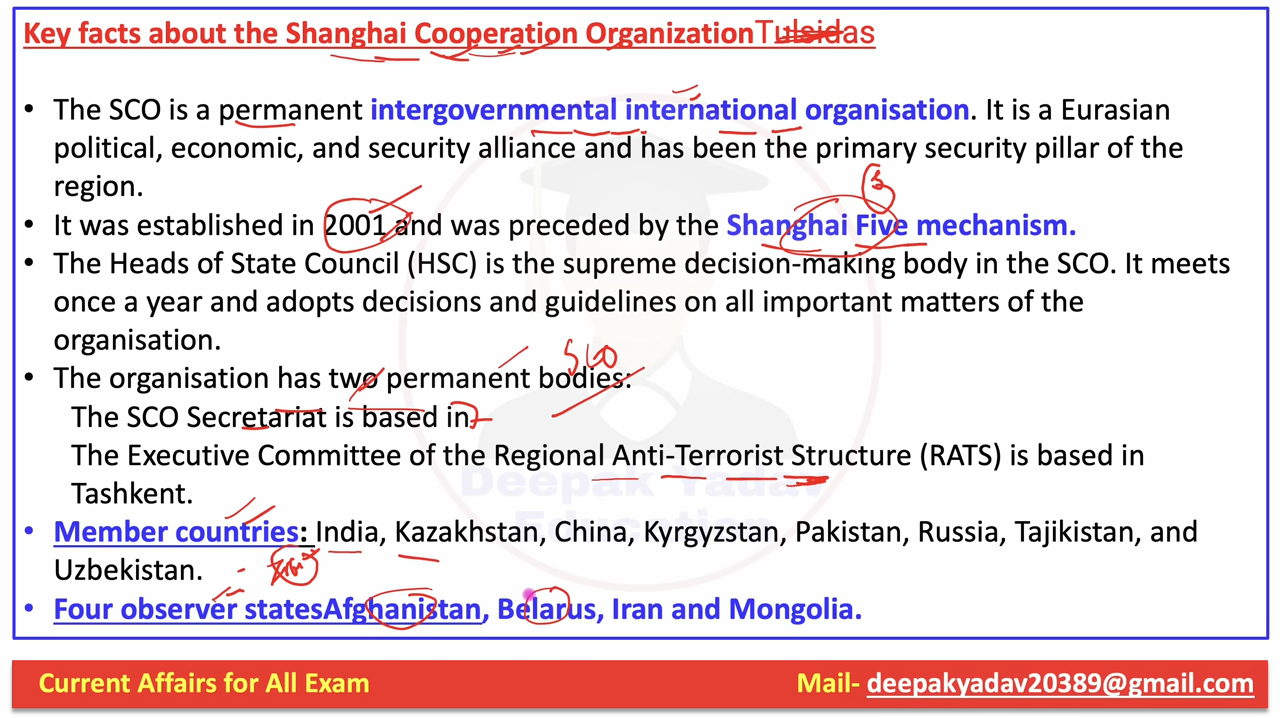 Key facts about the Shanghai Cooperation OrganizationTulsidas
• The SCO is a permanent intergovernmental international organisation. It is a Eurasian
political, economic, and security alliance and has been the primary security pillar of the
region.
5
• It was established in 2001 and was preceded by the Shanghai Five mechanism.
• The Heads of State Council (HSC) is the supreme decision-making body in the SCO. It meets
once a year and adopts decisions and guidelines on all important matters of the
organisation.
SCO
• The organisation has two permanent bodies:
The SCO Secretariat is based in
The Executive Committee of the Regional Anti-Terrorist Structure (RATS) is based in
Tashkent.
Deepak Yadav
Education
• Member countries: India, Kazakhstan, China, Kyrgyzstan, Pakistan, Russia, Tajikistan, and
Uzbekistan.
• Four observer statesAfghanistan, Belarus, Iran and Mongolia.
Current Affairs for All Exam
Mail- deepakyadav20389@gmail.com